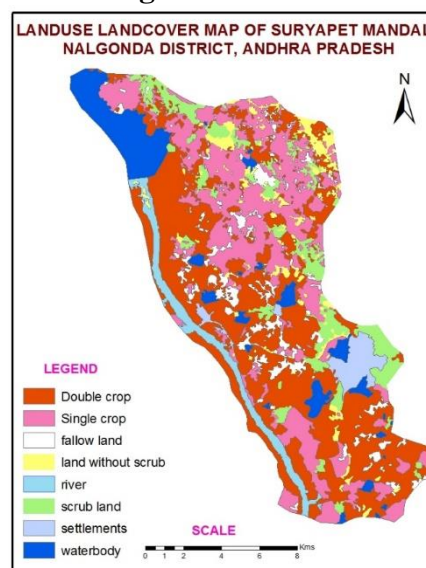 LANDUSE LANDCOVER MAP OF SURYAPET MANDAL
NALGONDA DISTRICT, ANDHRA PRADESH
N
LEGEND
Double crop
Single crop
fallow land
land without scrub
river
scrub land
settlements
waterbody
SCALE
0 1 2 4 6 8 Kms